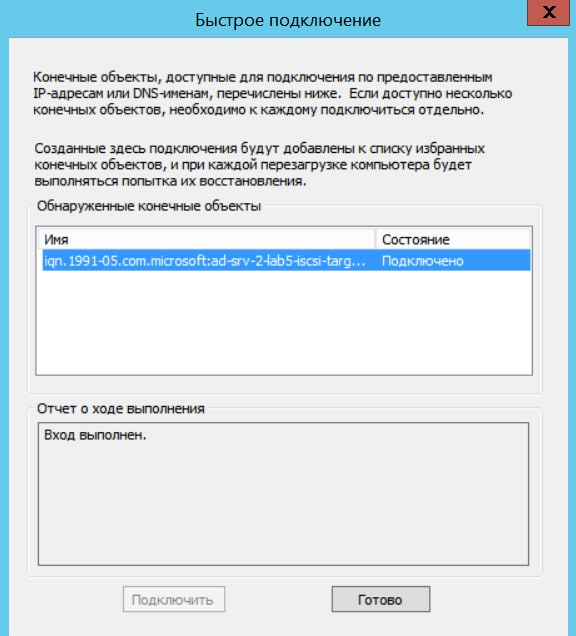 Быстрое подключение
x
Конечные объекты, доступные для подключения по предоставленным
IP-адресам или DNS-именам, перечислены ниже. Если доступно несколько
конечных объектов, необходимо к каждому подключиться отдельно.
Созданные здесь подключения будут добавлены к списку избранных
конечных объектов, и при каждой перезагрузке компьютера будет
выполняться попытка их восстановления.
Обнаруженные конечные объекты
Имя Состояние
iqn.1991-05.com.microsoft:ad-srv-2-lab5-iscsi-targ... Подключено
Отчет о ходе выполнения
Вход выполнен.
Подключить Готово